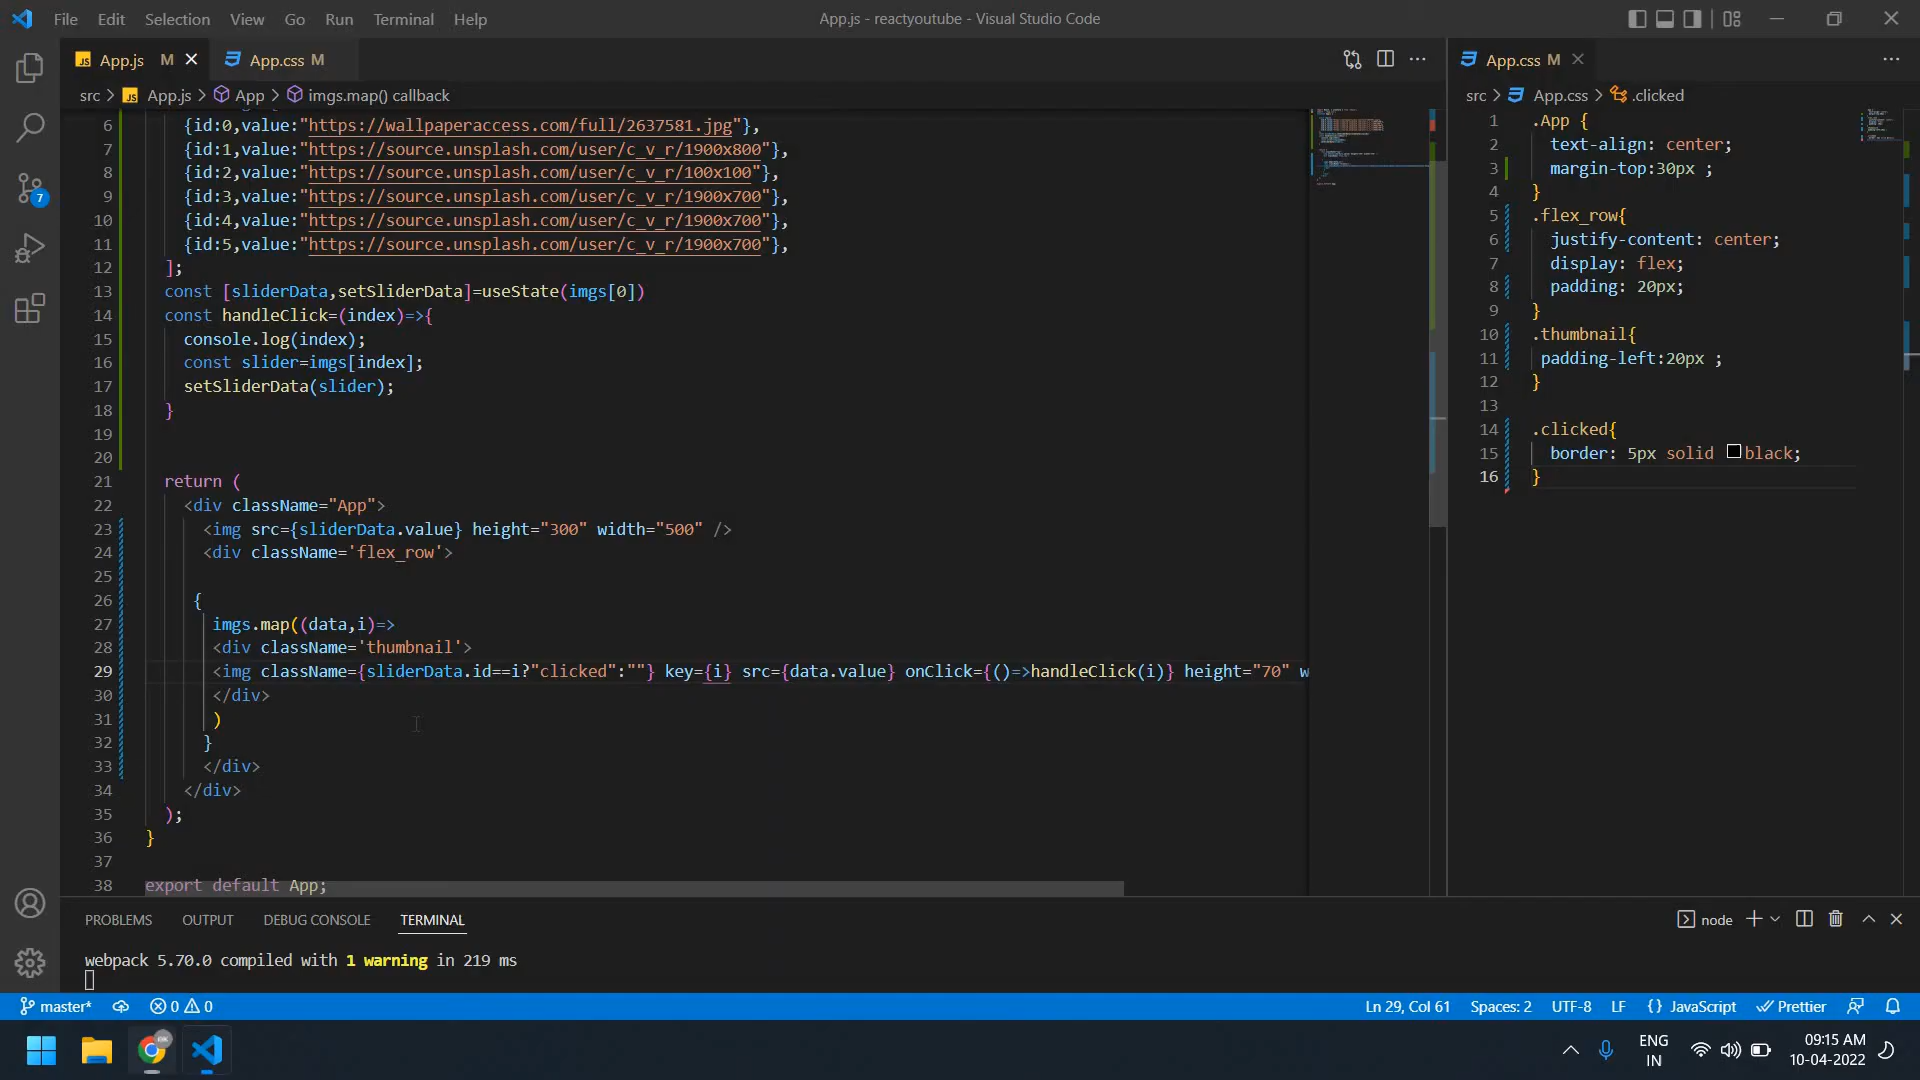 File Edit Selection View Go Run Terminal Help
App.js - reactyoutube - Visual Studio Code
App.js M
App.css M
src > App.js > App > imgs.map() callback
6 {id:0,value:"https://wallpaperaccess.com/full/2637581.jpg"},
7 {id:1,value:"https://source.unsplash.com/user/c_v_r/1900x800"},
8 {id:2,value:"https://source.unsplash.com/user/c_v_r/100x100"},
9 {id:3,value:"https://source.unsplash.com/user/c_v_r/1900x700"},
10 {id:4,value:"https://source.unsplash.com/user/c_v_r/1900x700"},
11 {id:5,value:"https://source.unsplash.com/user/c_v_r/1900x700"},
12 ];
13 const [sliderData,setSliderData]=useState(imgs[0])
14 const handleClick=(index)=>{
15 console.log(index);
16 const slider=imgs[index];
17 setSliderData(slider);
18 }
19
20
21 return (
22 <div className="App">
23 <img src={sliderData.value} height="300" width="500" />
24 <div className='flex_row'>
25
26 {
27 imgs.map((data,i)=>
28 <div className='thumbnail'>
29 <img className={sliderData.id==i?"clicked":""} key={i} src={data.value} onClick={()=>handleClick(i)} height="70" w
30 </div>
31 )
32 }
33 </div>
34 </div>
35 );
36 }
37
38 export default App;
App.css M
src > App.css > .clicked
1 .App {
2 text-align: center;
3 margin-top:30px ;
4 }
5 .flex_row{
6 justify-content: center;
7 display: flex;
8 padding: 20px;
9 }
10 .thumbnail{
11 padding-left:20px ;
12 }
13
14 .clicked{
15 border: 5px solid black;
16 }
7
PROBLEMS OUTPUT DEBUG CONSOLE TERMINAL
node
webpack 5.70.0 compiled with 1 warning in 219 ms
master* 0 0
Ln 29, Col 61 Spaces: 2 UTF-8 LF {} JavaScript Prettier
ENG
IN
09:15 AM
10-04-2022